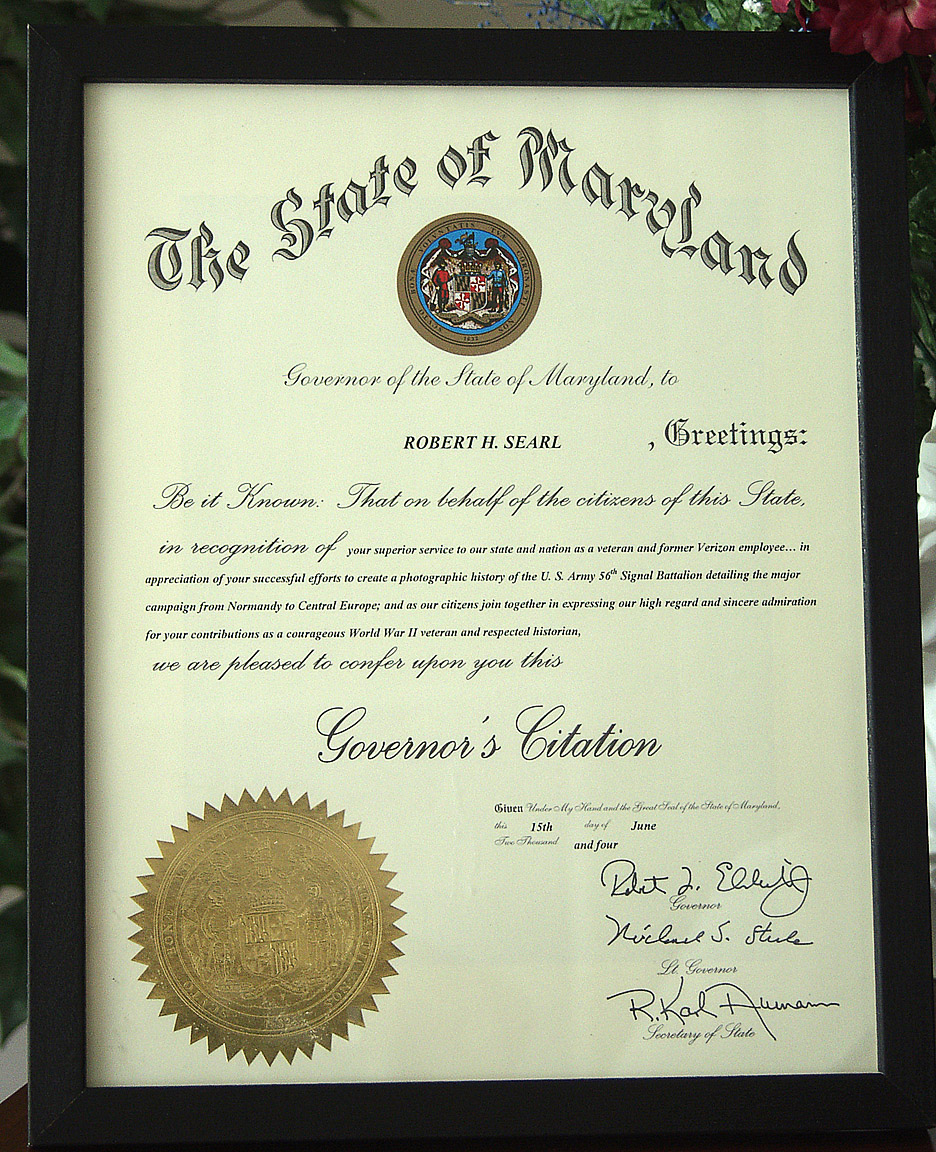 The State of Maryland
Governor of the State of Maryland, to
ROBERT H. SEARL , Greetings:
Be it Known: That on behalf of the citizens of this State,
in recognition of your superior service to our state and nation as a veteran and former Verizon employee… in
appreciation of your successful efforts to create a photographic history of the U. S. Army 56th Signal Battalion detailing the major
campaign from Normandy to Central Europe; and as our citizens join together in expressing our high regard and sincere admiration
for your contributions as a courageous World War II veteran and respected historian,
we are pleased to confer upon you this
Governor's Citation
Given Under My Hand and the Great Seal of the State of Maryland,
this 15th day of June
Two Thousand and four
Governor
Michael S. Steele
Lt. Governor
R. Karl Aumann
Secretary of State